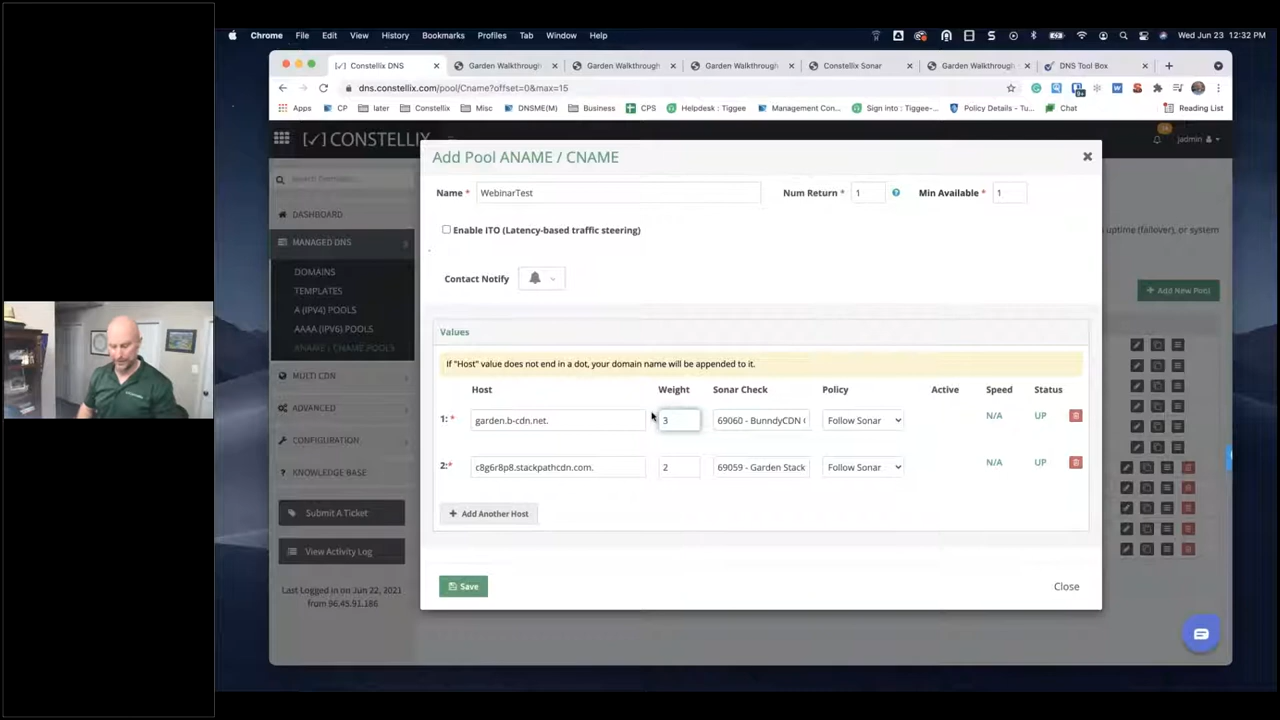 Chrome File Edit View History Bookmarks Profiles Tab Window Help Wed Jun 23 12:32 PM
[✓] Constellix DNS Garden Walkthrough Garden Walkthrough Garden Walkthrough Constellix Sonar Garden Walkthrough DNS Tool Box
dns.constellix.com/pool/Cname?offset=0&max=15
Apps CP later Constellix Misc DNSME(M) Business CPS Helpdesk : Tiggee Management Con... Sign into : Tiggee-... Policy Details - Tu... Chat Reading List
[✓] CONSTELLIX
jadmin
Add Pool ANAME / CNAME
Name * WebinarTest Num Return * 1 Min Available * 1
Enable ITO (Latency-based traffic steering)
uptime (failover), or system
Contact Notify
+ Add New Pool
DASHBOARD
MANAGED DNS
DOMAINS
TEMPLATES
A (IPV4) POOLS
AAAA (IPV6) POOLS
ANAME / CNAME POOLS
MULTI CDN
ADVANCED
CONFIGURATION
KNOWLEDGE BASE
Submit A Ticket
View Activity Log
Last Logged in on Jun 22, 2021
from 96.45.91.186
Values
If "Host" value does not end in a dot, your domain name will be appended to it.
Host Weight Sonar Check Policy Active Speed Status
1: * garden.b-cdn.net. 3 69060 - BunndyCDN Follow Sonar N/A UP
2:* c8g6r8p8.stackpathcdn.com. 2 69059 - Garden Stack Follow Sonar N/A UP
+ Add Another Host
Save
Close